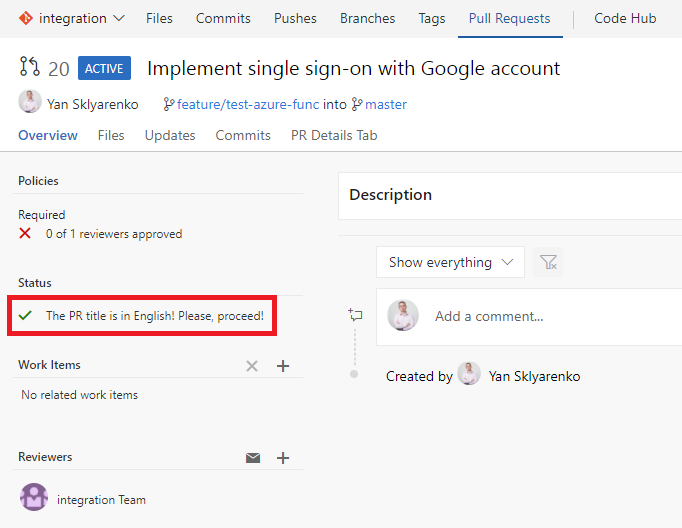 integration Files Commits Pushes Branches Tags Pull Requests Code Hub
20 ACTIVE Implement single sign-on with Google account
Yan Sklyarenko feature/test-azure-func into master
Overview Files Updates Commits PR Details Tab
Policies
Required
0 of 1 reviewers approved
Status
The PR title is in English! Please, proceed!
Work Items
No related work items
Reviewers
integration Team
Description
Show everything
Add a comment...
Created by Yan Sklyarenko